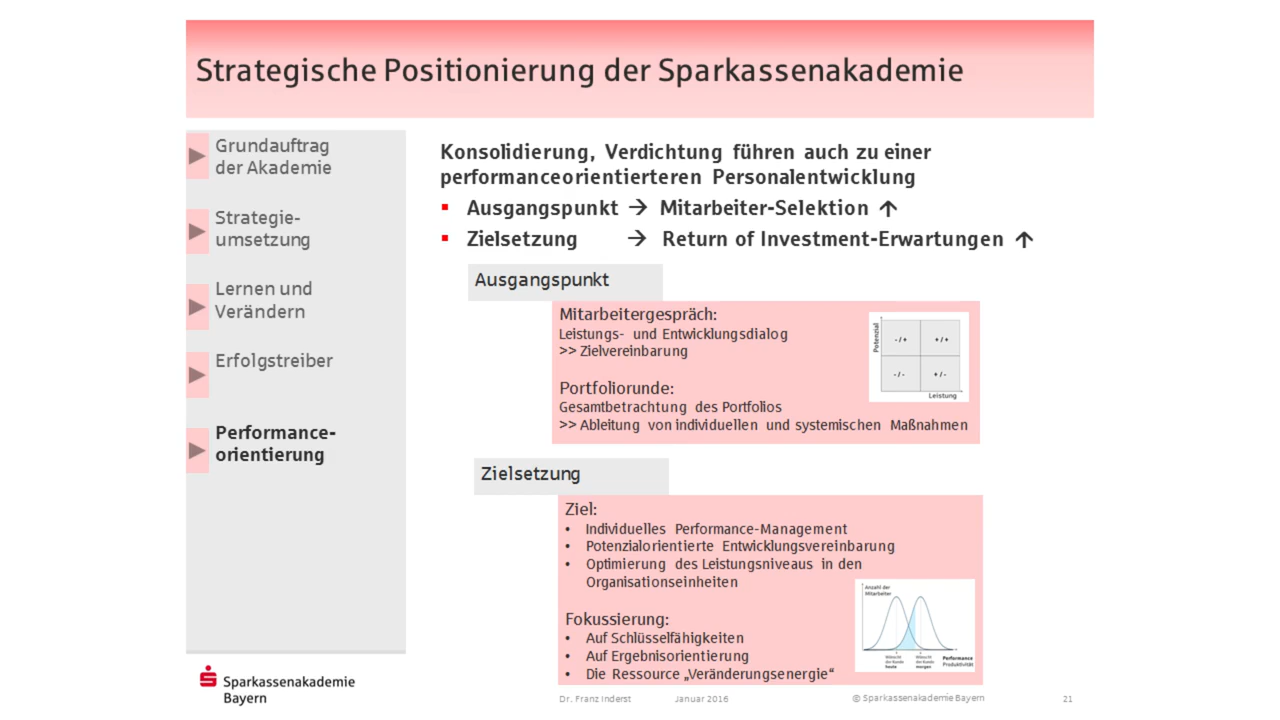 Strategische Positionierung der Sparkassenakademie
Grundauftrag
der Akademie
Strategie-
umsetzung
Lernen und
Verändern
Erfolgstreiber
Performance-
orientierung
Konsolidierung, Verdichtung führen auch zu einer
performanceorientierteren Personalentwicklung
▪ Ausgangspunkt → Mitarbeiter-Selektion ↑
▪ Zielsetzung → Return of Investment-Erwartungen ↑
Ausgangspunkt
Mitarbeitergespräch:
Leistungs- und Entwicklungsdialog
>> Zielvereinbarung
Portfoliorunde:
Gesamtbetrachtung des Portfolios
>> Ableitung von individuellen und systemischen Maßnahmen
Potenzial
- / + + / +
- / - + / -
Leistung
Zielsetzung
Ziel:
• Individuelles Performance-Management
• Potenzialorientierte Entwicklungsvereinbarung
• Optimierung des Leistungsniveaus in den
Organisationseinheiten
Fokussierung:
• Auf Schlüsselfähigkeiten
• Auf Ergebnisorientierung
• Die Ressource „Veränderungsenergie“
Anzahl der
Mitarbeiter
heute
morgen
Performance
Produktivität
Sparkassenakademie
Bayern
Dr. Franz Inderst Januar 2016 © Sparkassenakademie Bayern 21